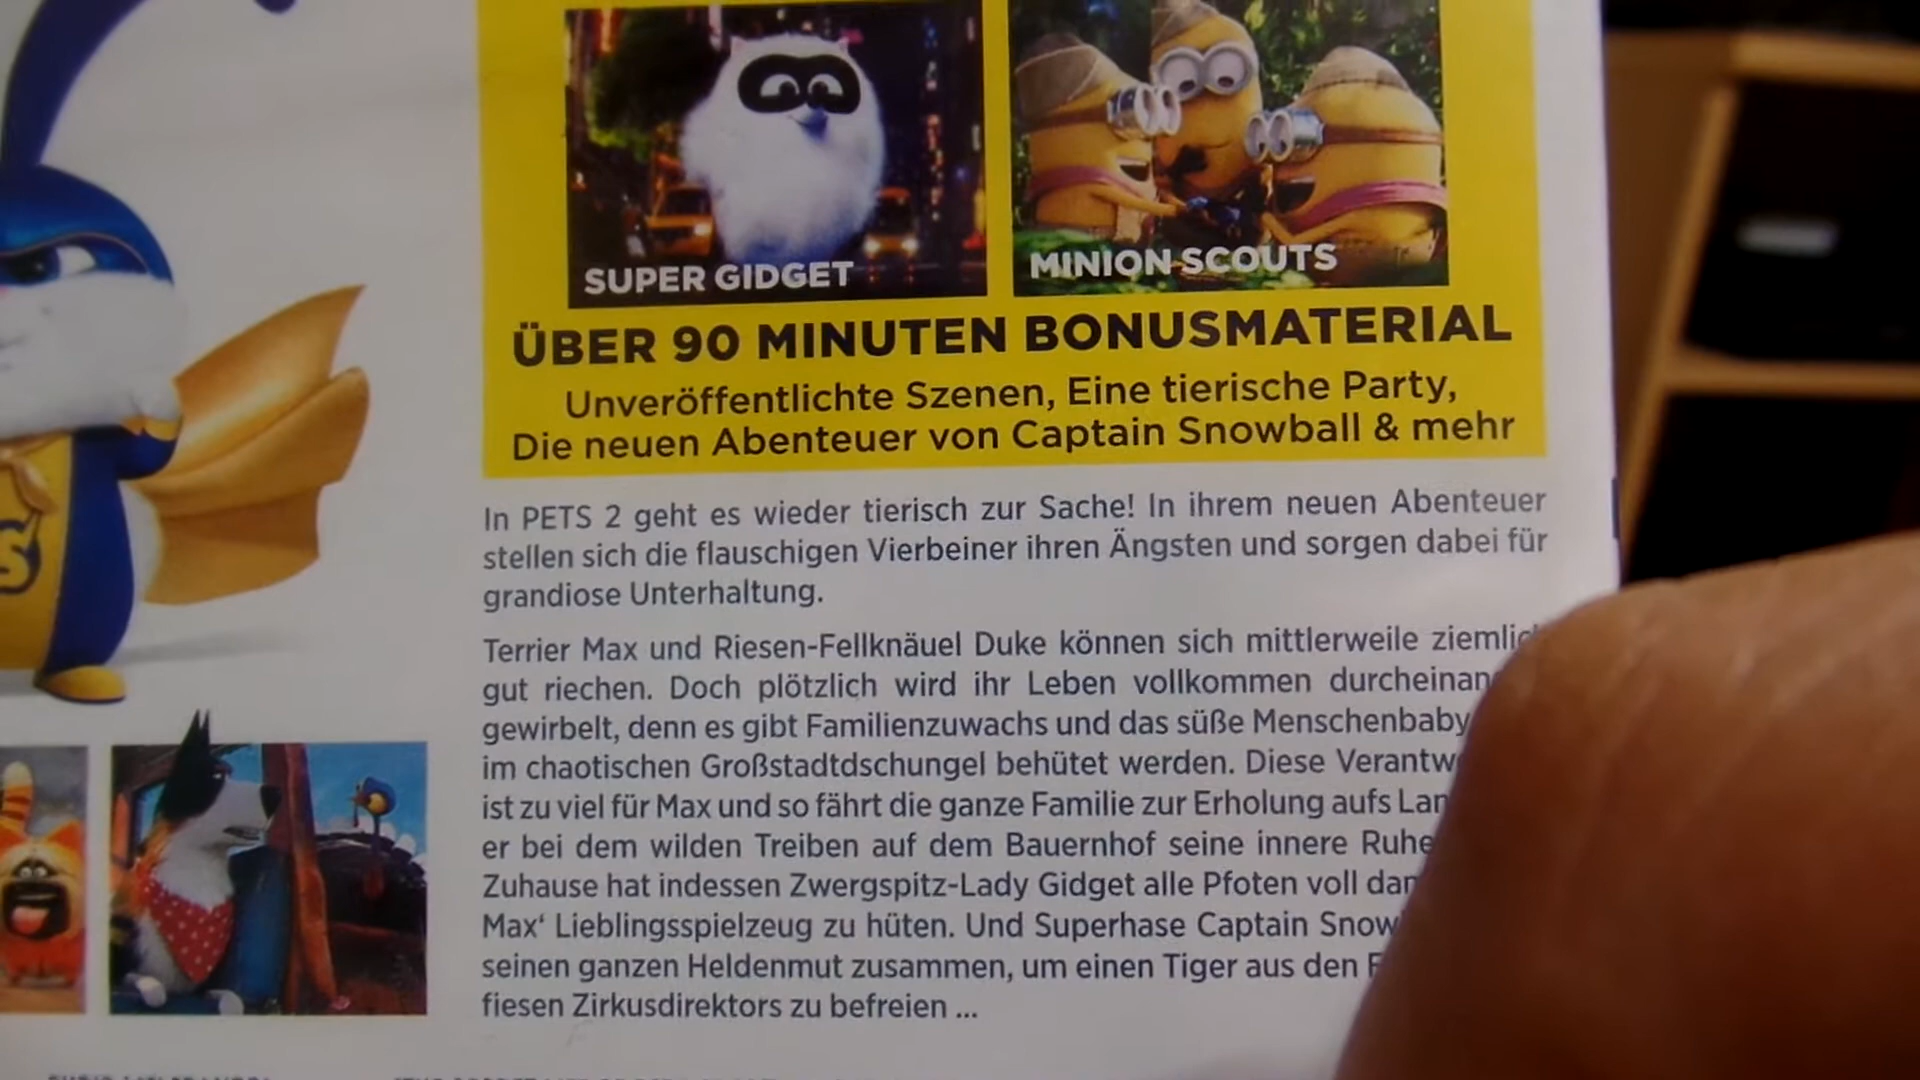 SUPER GIDGET
MINION SCOUTS
ÜBER 90 MINUTEN BONUSMATERIAL
Unveröffentlichte Szenen, Eine tierische Party,
Die neuen Abenteuer von Captain Snowball & mehr
In PETS 2 geht es wieder tierisch zur Sache! In ihrem neuen Abenteuer
stellen sich die flauschigen Vierbeiner ihren Ängsten und sorgen dabei für
grandiose Unterhaltung.
Terrier Max und Riesen-Fellknäuel Duke können sich mittlerweile
gut riechen. Doch plötzlich wird ihr Leben vollkommen
gewirbelt, denn es gibt Familienzuwachs und das süße Menschenbaby
im chaotischen Großstadtdschungel behütet werden. Diese
ist zu viel für Max und so fährt die ganze Familie zur Erholung aufs
er bei dem wilden Treiben auf dem Bauernhof seine innere Ruhe
Zuhause hat indessen Zwergspitz-Lady Gidget alle Pfoten voll
Max‘ Lieblingsspielzeug zu hüten. Und Superhase Captain
seinen ganzen Heldenmut zusammen, um einen Tiger aus den
fiesen Zirkusdirektors zu befreien ...